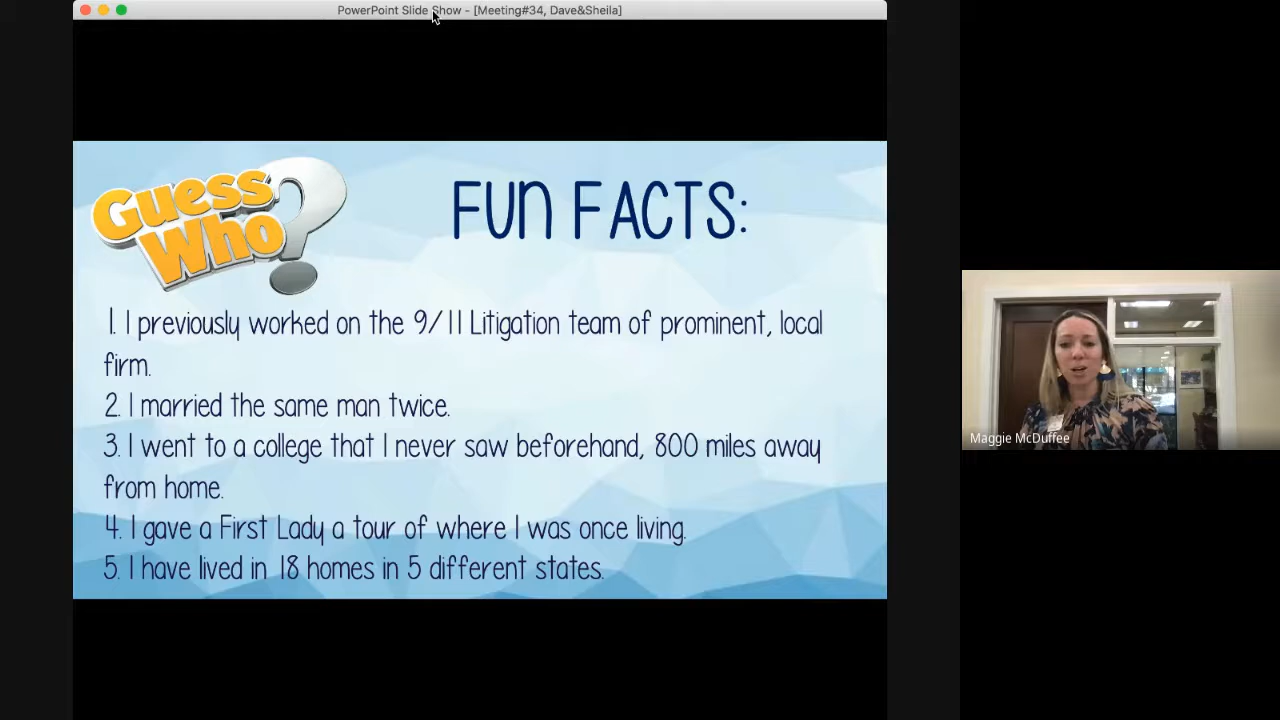 PowerPoint Slide Show - [Meeting#34, Dave&Sheila]
Guess
Who?
FUN FACTS:
1. I previously worked on the 9/11 Litigation team of prominent, local
firm.
2. I married the same man twice.
3. I went to a college that I never saw beforehand, 800 miles away
from home.
4. I gave a First Lady a tour of where I was once living.
5. I have lived in 18 homes in 5 different states.
Maggie McDuffee